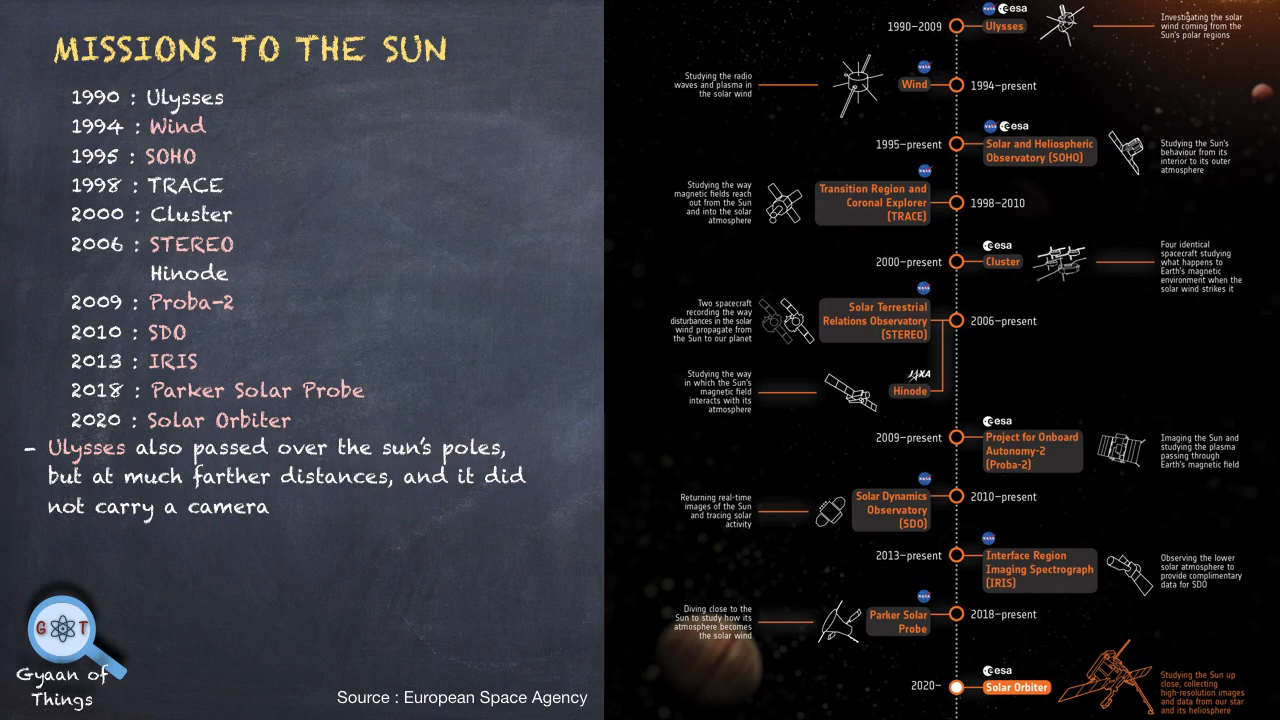 MISSIONS TO THE SUN
1990 : Ulysses
1994 : Wind
1995 : SOHO
1998 : TRACE
2000 : Cluster
2006 : STEREO
Hinode
2009 : Proba-2
2010 : SDO
2013 : IRIS
2018 : Parker Solar Probe
2020 : Solar Orbiter
- Ulysses also passed over the sun's poles,
but at much farther distances, and it did
not carry a camera
G T
Gyaan of
Things
Source : European Space Agency
NASA esa
1990-2009
Ulysses
Investigating the solar
wind coming from the
Sun's polar regions
Studying the radio
waves and plasma in
the solar wind
NASA
Wind
1994-present
1995-present
NASA esa
Solar and Heliospheric
Observatory (SOHO)
Studying the Sun's
behaviour from its
interior to its outer
atmosphere
Studying the way
magnetic fields reach
out from the Sun
and into the solar
atmosphere
NASA
Transition Region and
Coronal Explorer
(TRACE)
1998-2010
2000-present
esa
Cluster
Four identical
spacecraft studying
what happens to
Earth's magnetic
environment when the
solar wind strikes it
Two spacecraft
recording the way
disturbances in the solar
wind propagate from
the Sun to our planet
NASA
Solar Terrestrial
Relations Observatory
(STEREO)
2006-present
Studying the way
in which the Sun's
magnetic field
interacts with its
atmosphere
JAXA
Hinode
2009-present
esa
Project for Onboard
Autonomy-2
(Proba-2)
Imaging the Sun and
studying the plasma
passing through
Earth's magnetic field
Returning real-time
images of the Sun
and tracing solar
activity
NASA
Solar Dynamics
Observatory
(SDO)
2010-present
2013-present
NASA
Interface Region
Imaging Spectrograph
(IRIS)
Observing the lower
solar atmosphere to
provide complimentary
data for SDO
Diving close to the
Sun to study how its
atmosphere becomes
the solar wind
NASA
Parker Solar
Probe
2018-present
2020-
esa
Solar Orbiter
Studying the Sun up
close, collecting
high-resolution images
and data from our star
and its heliosphere